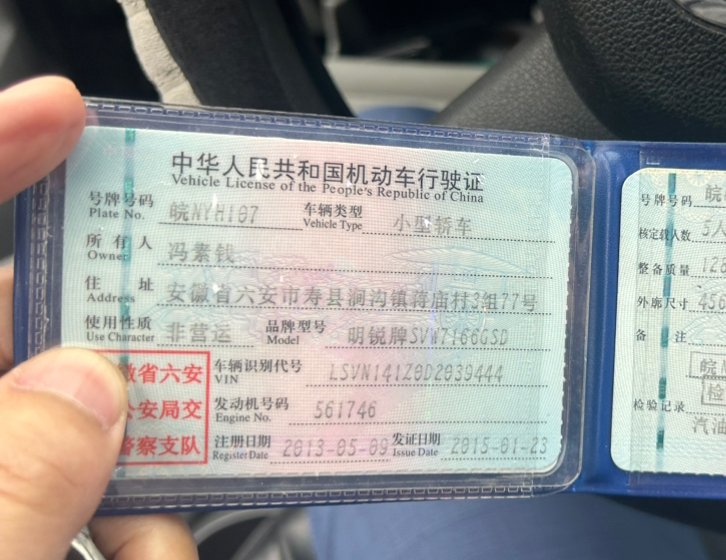 中华人民共和国机动车行驶证
Vehicle License of the People's Republic of China
号牌号码 皖NYH107 车辆类型 小型轿车
Plate No. Vehicle Type
所有人 冯素钱
Owner
住址 安徽省六安市寿县涧沟镇蒋庙村3组77号
Address
使用性质 非营运 品牌型号 明锐牌SVW7166GSD
Use Character Model
徽省六安 车辆识别代号 LSVN141Z0D2039444
VIN
公安局交 发动机号码 561746
Engine No.
警察支队 注册日期 2013-05-09 发证日期 2015-01-23
Register Date Issue Date
号牌号码 皖
核定载人数 5人
整备质量 128
外廓尺寸 456
备注
皖
检验记录 检
汽油